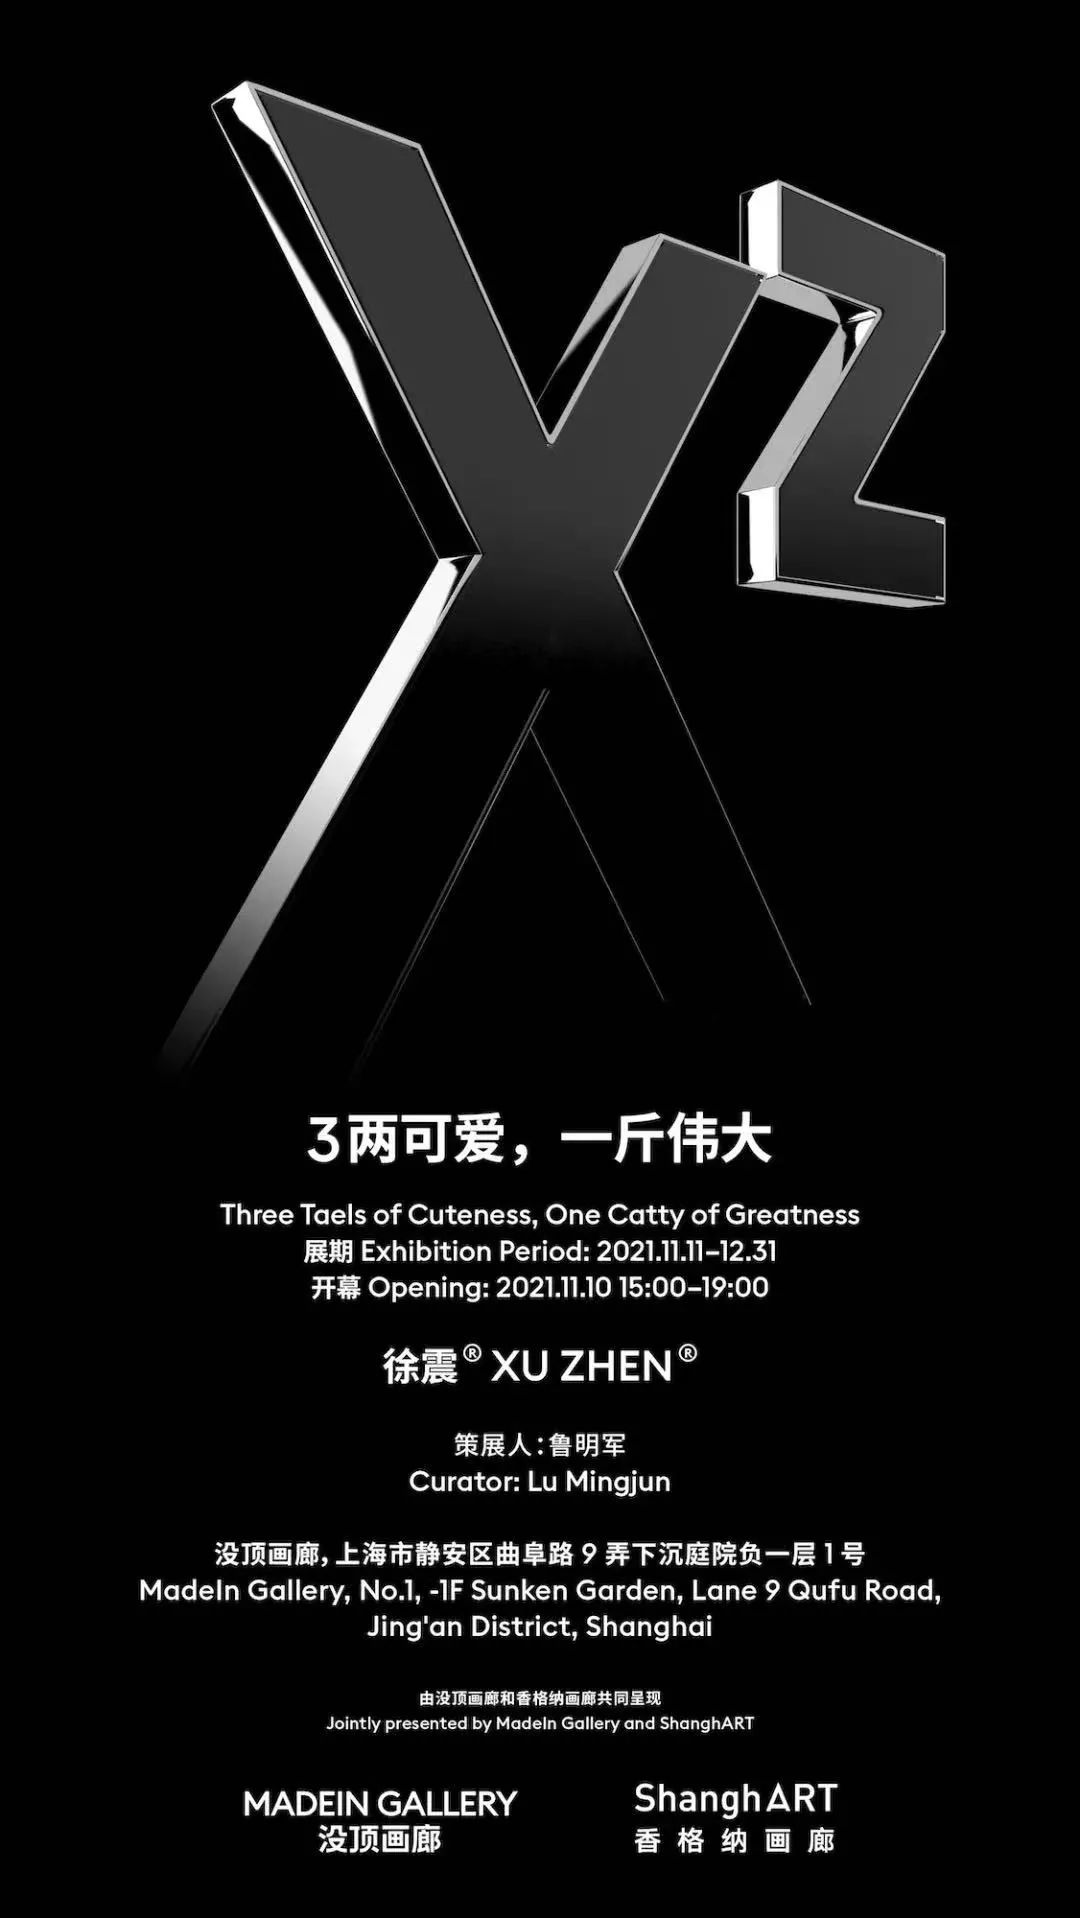 X²
3两可爱，一斤伟大
Three Taels of Cuteness, One Catty of Greatness
展期 Exhibition Period: 2021.11.11–12.31
开幕 Opening: 2021.11.10 15:00–19:00
徐震® XU ZHEN®
策展人：鲁明军
Curator: Lu Mingjun
没顶画廊，上海市静安区曲阜路 9 弄下沉庭院负一层 1 号
MadeIn Gallery, No.1, -1F Sunken Garden, Lane 9 Qufu Road,
Jing'an District, Shanghai
由没顶画廊和香格纳画廊共同呈现
Jointly presented by MadeIn Gallery and ShanghART
MADEIN GALLERY
没顶画廊
ShanghART
香格纳画廊